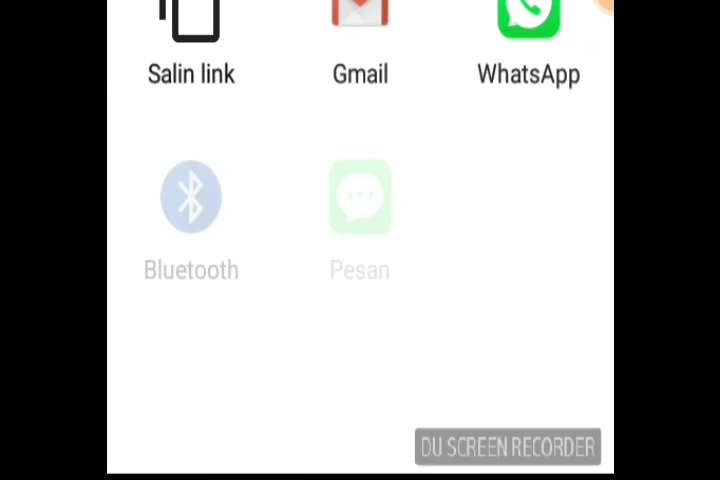 Salin link
Gmail
WhatsApp
Bluetooth
Pesan
DU SCREEN RECORDER